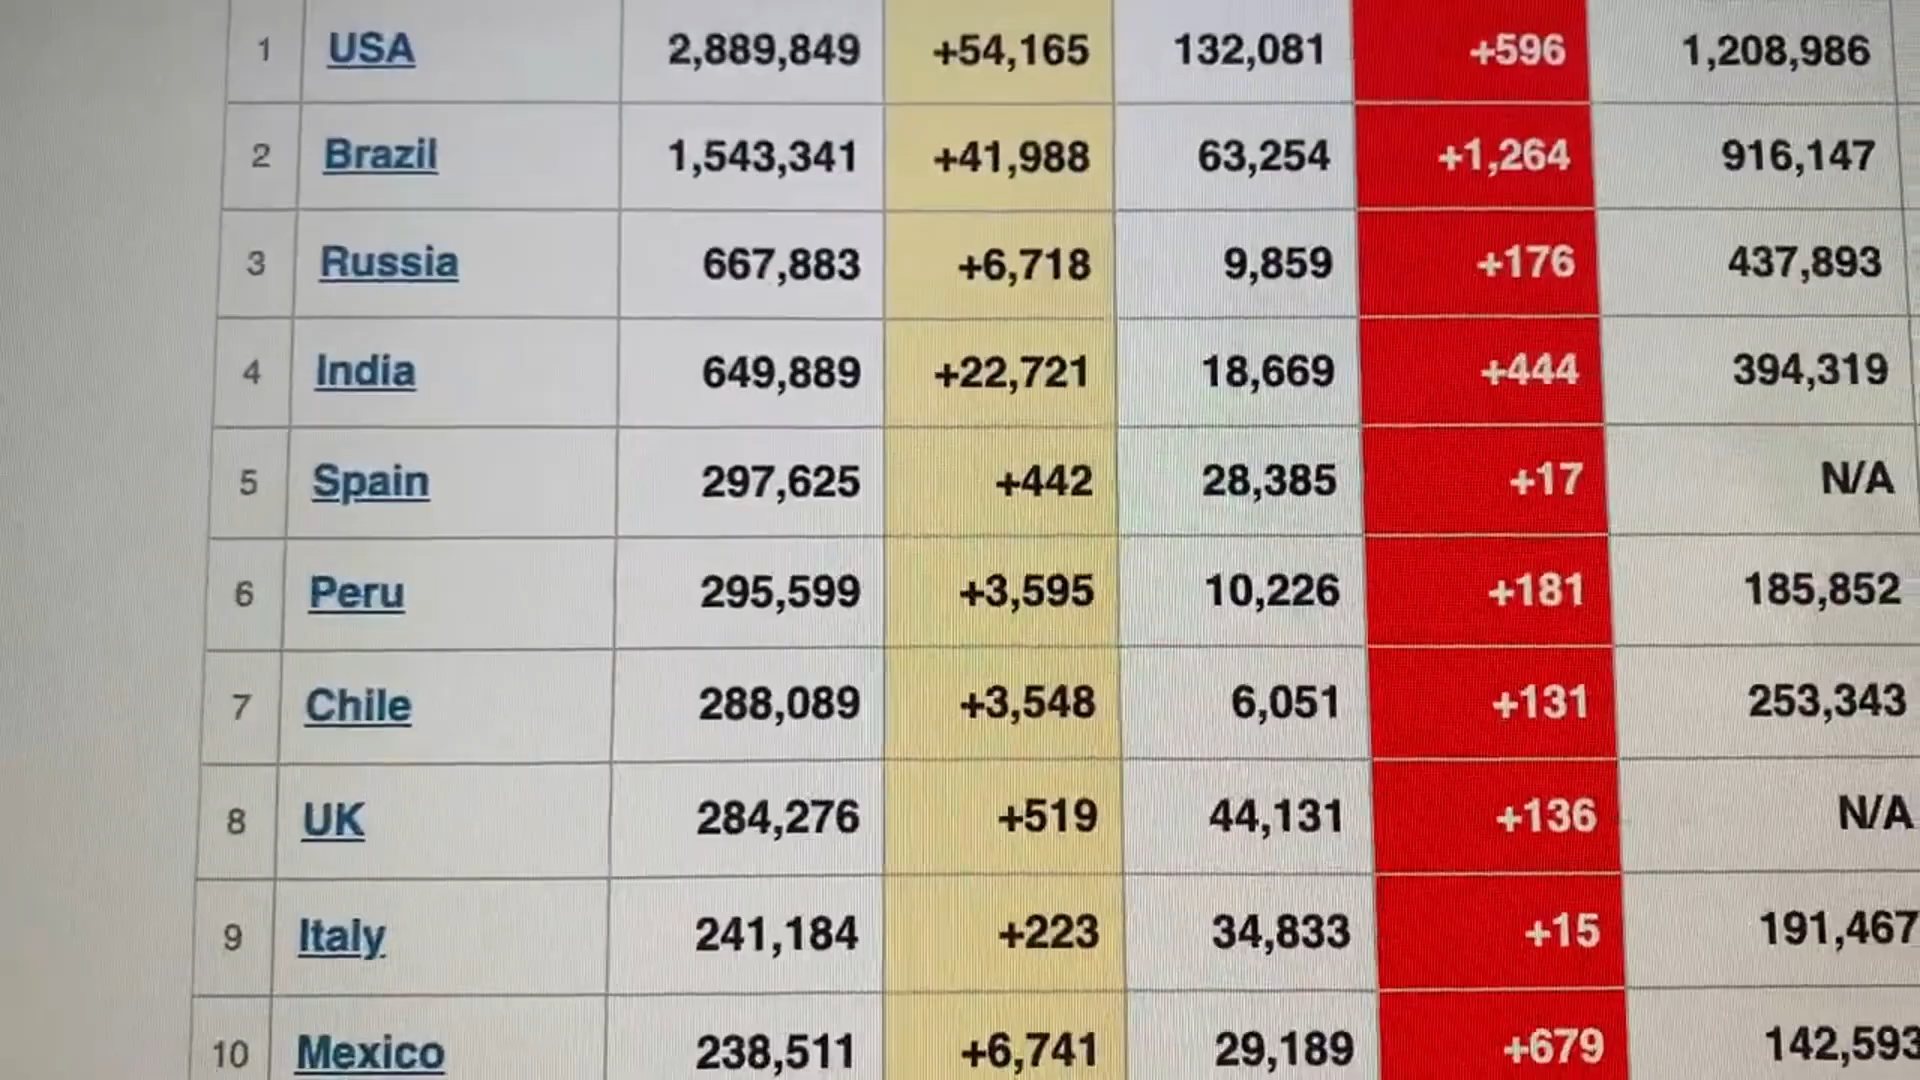 1 USA 2,889,849 +54,165 132,081 +596 1,208,986
2 Brazil 1,543,341 +41,988 63,254 +1,264 916,147
3 Russia 667,883 +6,718 9,859 +176 437,893
4 India 649,889 +22,721 18,669 +444 394,319
5 Spain 297,625 +442 28,385 +17 N/A
6 Peru 295,599 +3,595 10,226 +181 185,852
7 Chile 288,089 +3,548 6,051 +131 253,343
8 UK 284,276 +519 44,131 +136 N/A
9 Italy 241,184 +223 34,833 +15 191,467
10 Mexico 238,511 +6,741 29,189 +679 142,593